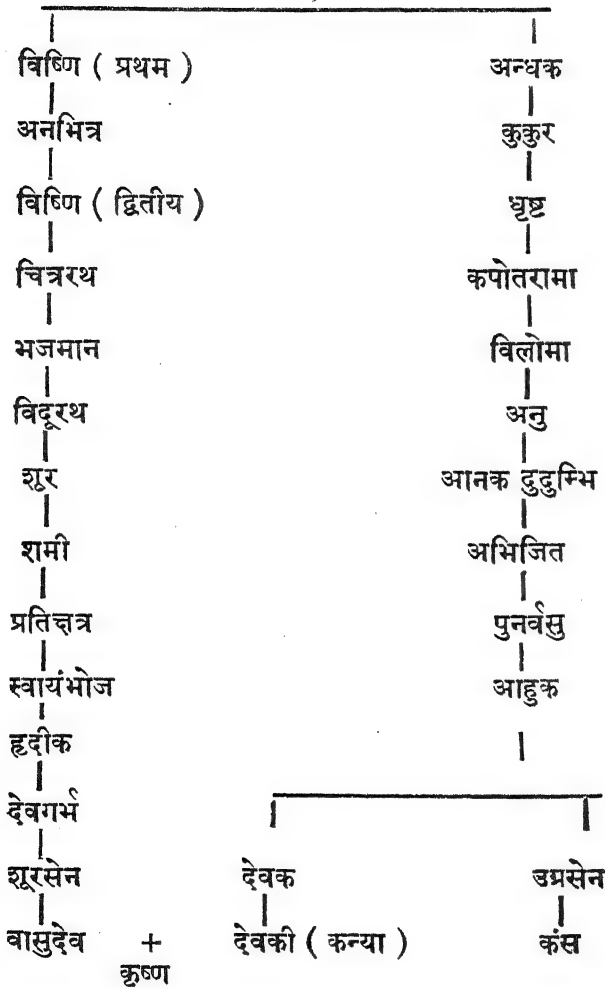 विष्णि ( प्रथम ) अन्धक
अनभित्र कुकुर
विष्णि ( द्वितीय ) धृष्ट
चित्ररथ कपोतरामा
भजमान विलोमा
विदूरथ अनु
शूर आनक दुदुम्भि
शमी अभिजित
प्रतिक्षत्र पुनर्वसु
स्वायंभोज आहुक
हृदीक
देवगर्भ
शूरसेन देवक उग्रसेन
वासुदेव + देवकी ( कन्या ) कंस
कृष्ण